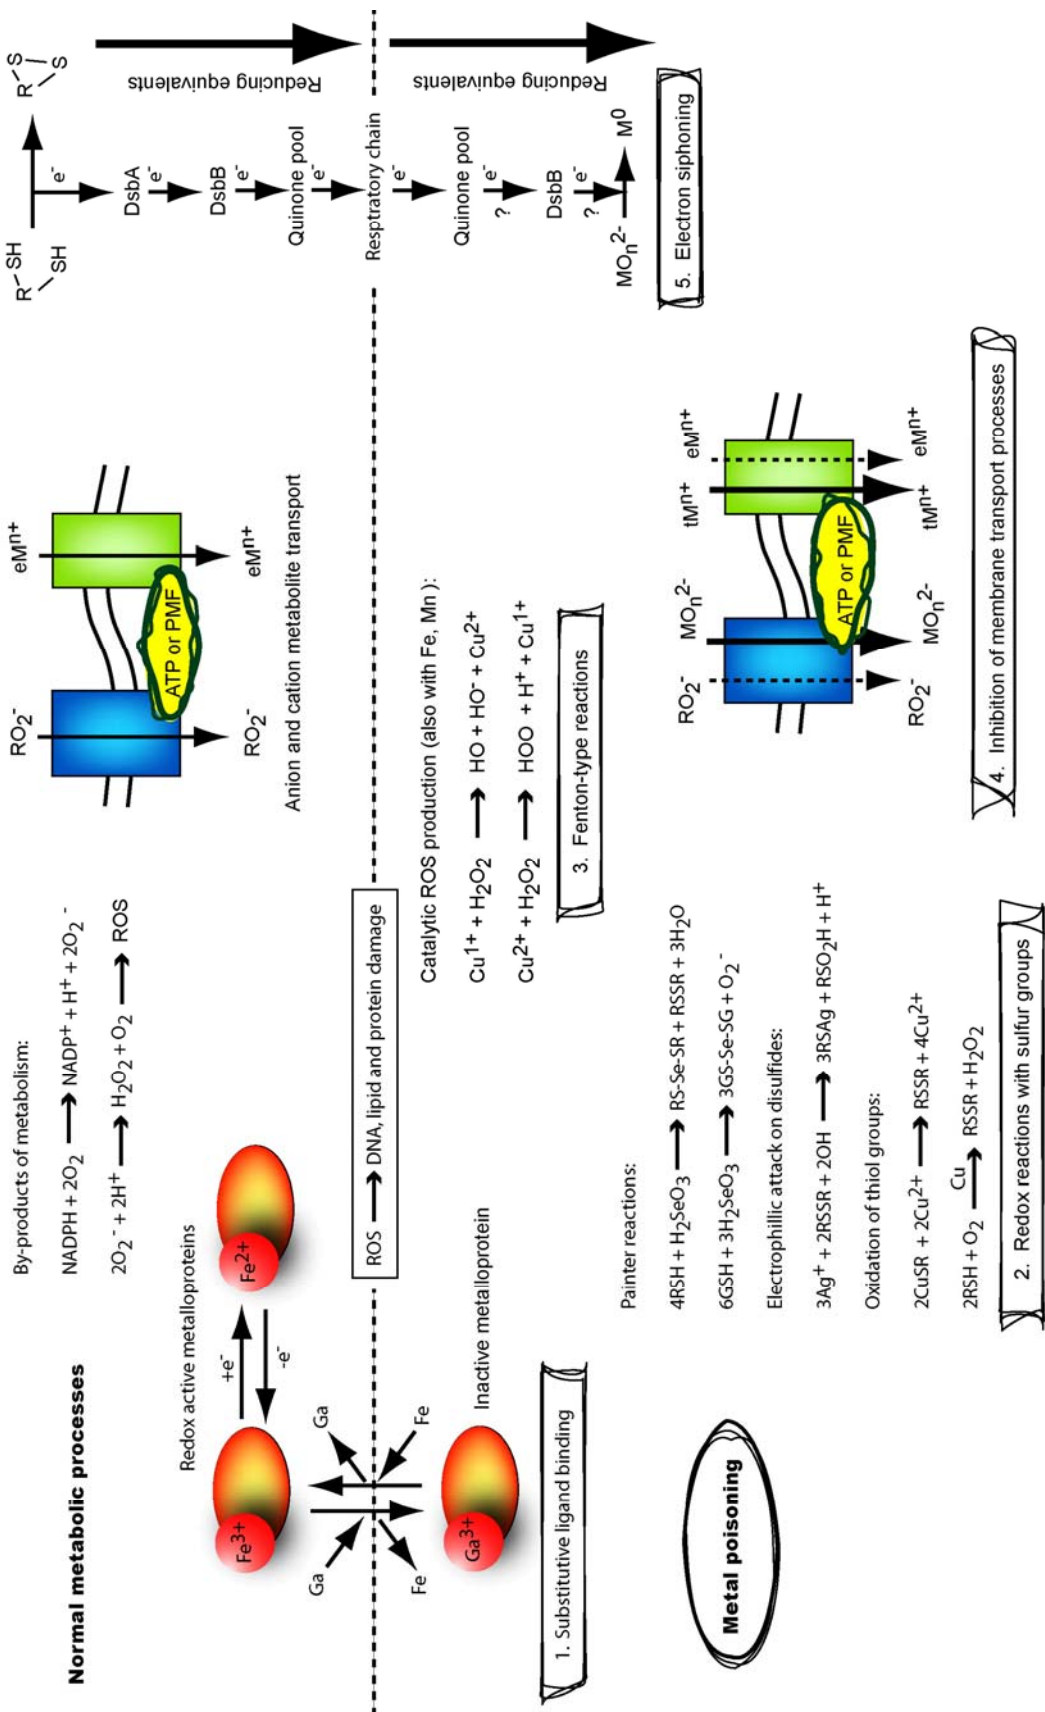 Normal metabolic processes
Redox active metalloproteins
Fe3+
+e-
-e-
Fe2+
Ga
Ga
Fe
Fe
Ga3+
Inactive metalloprotein
1. Substitutive ligand binding
Metal poisoning
By-products of metabolism:
NADPH + 2O2 → NADP+ + H+ + 2O2-
2O2- + 2H+ → H2O2 + O2 → ROS
ROS → DNA, lipid and protein damage
Painter reactions:
4RSH + H2SeO3 → RS-Se-SR + RSSR + 3H2O
6GSH + 3H2SeO3 → 3GS-Se-SG + O2-
Electrophillic attack on disulfides:
3Ag+ + 2RSSR + 2OH → 3RSAg + RSO2H + H+
Oxidation of thiol groups:
2CuSR + 2Cu2+ → RSSR + 4Cu2+
Cu
2RSH + O2 → RSSR + H2O2
2. Redox reactions with sulfur groups
RO2-
eMn+
ATP or PMF
RO2-
eMn+
Anion and cation metabolite transport
Catalytic ROS production (also with Fe, Mn ):
Cu1+ + H2O2 → HO + HO- + Cu2+
Cu2+ + H2O2 → HOO + H+ + Cu1+
3. Fenton-type reactions
RO2-
MOn2-
tMn+
eMn+
ATP or PMF
RO2-
MOn2-
tMn+
eMn+
4. Inhibition of membrane transport processes
R
SH
SH
R
S
S
e-
DsbA
e-
DsbB
e-
Quinone pool
e-
Resptratory chain
e-
Quinone pool
? e-
DsbB
? e-
MOn2-
M0
Reducing equivalents
Reducing equivalents
5. Electron siphoning